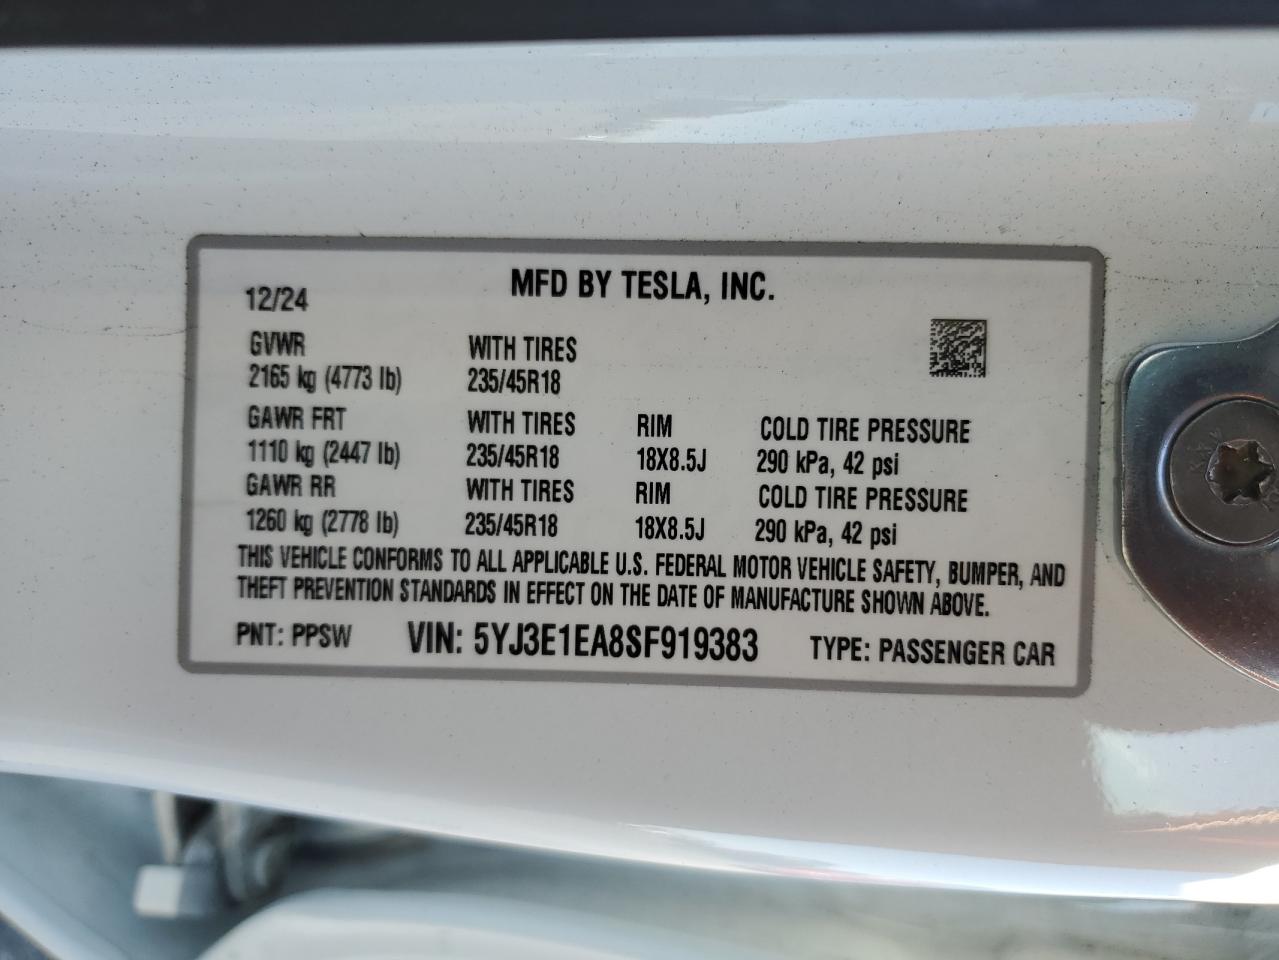 MFD BY TESLA, INC.
12/24
GVWR WITH TIRES
2165 kg (4773 lb) 235/45R18
GAWR FRT WITH TIRES RIM COLD TIRE PRESSURE
1110 kg (2447 lb) 235/45R18 18X8.5J 290 kPa, 42 psi
GAWR RR WITH TIRES RIM COLD TIRE PRESSURE
1260 kg (2778 lb) 235/45R18 18X8.5J 290 kPa, 42 psi
THIS VEHICLE CONFORMS TO ALL APPLICABLE U.S. FEDERAL MOTOR VEHICLE SAFETY, BUMPER, AND
THEFT PREVENTION STANDARDS IN EFFECT ON THE DATE OF MANUFACTURE SHOWN ABOVE.
PNT: PPSW VIN: 5YJ3E1EA8SF919383 TYPE: PASSENGER CAR